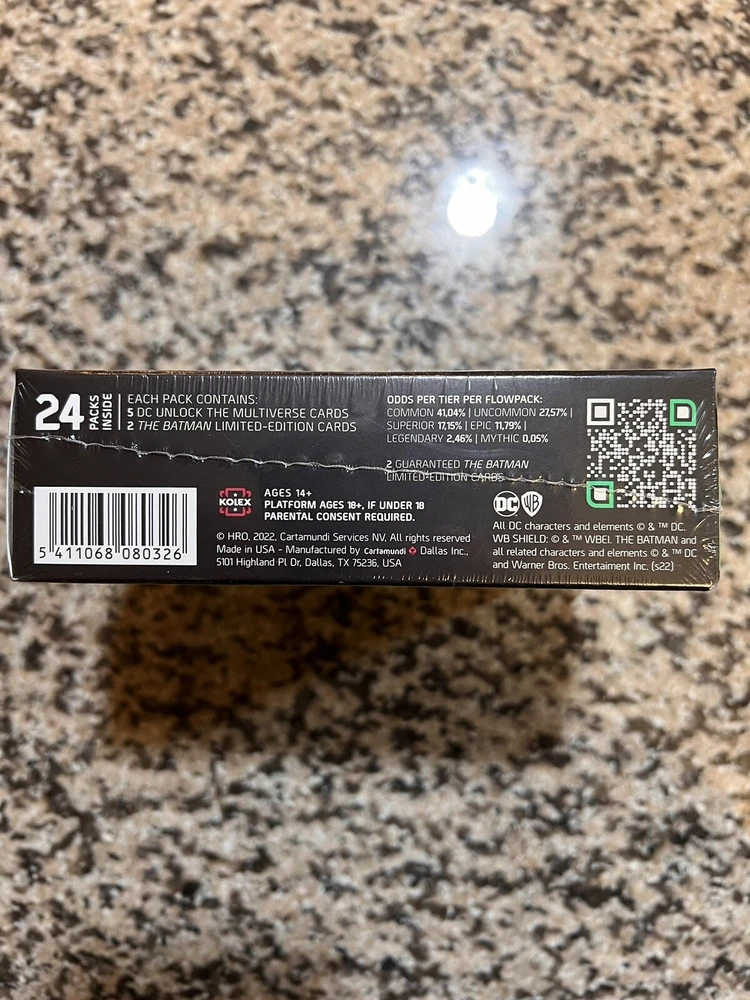 24 PACKS INSIDE
EACH PACK CONTAINS:
5 DC UNLOCK THE MULTIVERSE CARDS
2 THE BATMAN LIMITED-EDITION CARDS
ODDS PER TIER PER FLOWPACK:
COMMON 41,04% | UNCOMMON 27,57% |
SUPERIOR 17,15% | EPIC 11,79% |
LEGENDARY 2,46% | MYTHIC 0,05%
2 GUARANTEED THE BATMAN
LIMITED-EDITION CARDS
5 411068 080326
KOLEX
AGES 14+
PLATFORM AGES 18+, IF UNDER 18
PARENTAL CONSENT REQUIRED.
© HRO, 2022, Cartamundi Services NV, All rights reserved
Made in USA - Manufactured by Cartamundi Dallas Inc.,
5101 Highland Pl Dr, Dallas, TX 75236, USA
DC WB
All DC characters and elements © & ™ DC.
WB SHIELD: © & ™ WBEI. THE BATMAN and
all related characters and elements © & ™ DC
and Warner Bros. Entertaiment Inc. (s22)